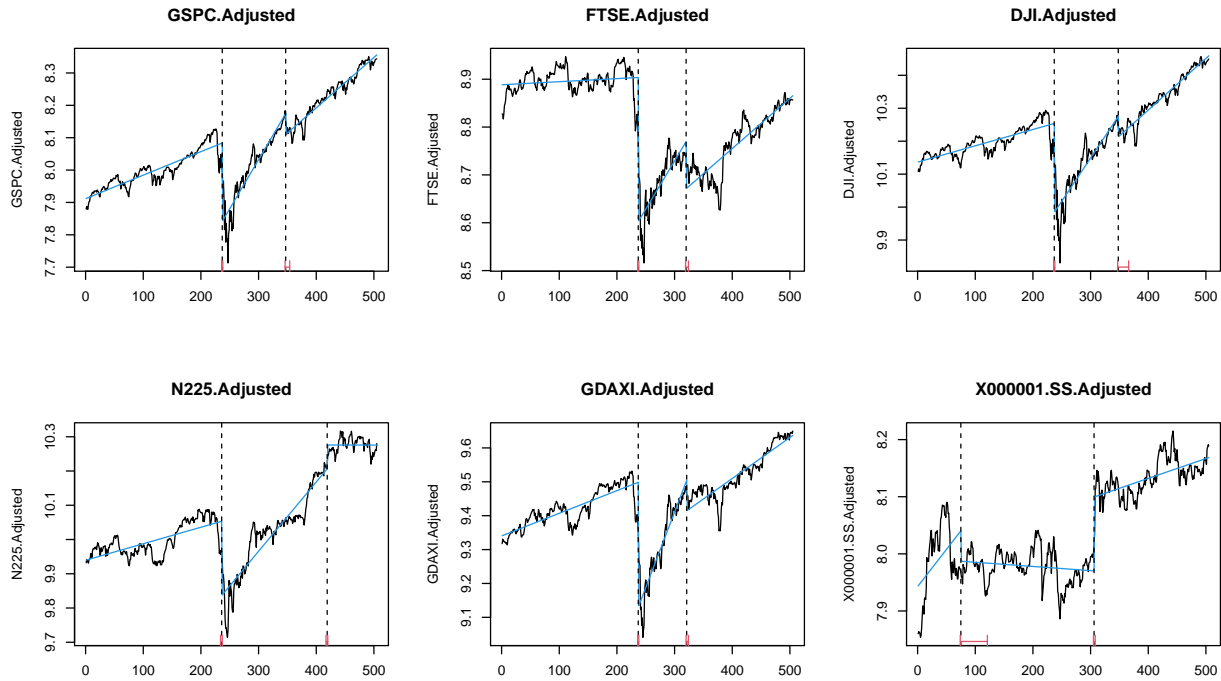 GSPC.Adjusted
GSPC.Adjusted
8.3
8.2
8.1
8.0
7.9
7.8
7.7
0 100 200 300 400 500
FTSE.Adjusted
FTSE.Adjusted
8.9
8.8
8.7
8.6
8.5
0 100 200 300 400 500
DJI.Adjusted
DJI.Adjusted
10.3
10.1
9.9
0 100 200 300 400 500
N225.Adjusted
N225.Adjusted
10.3
10.1
10.0
9.9
9.8
9.7
0 100 200 300 400 500
GDAXI.Adjusted
GDAXI.Adjusted
9.6
9.5
9.4
9.3
9.2
9.1
0 100 200 300 400 500
X000001.SS.Adjusted
X000001.SS.Adjusted
8.2
8.1
8.0
7.9
0 100 200 300 400 500